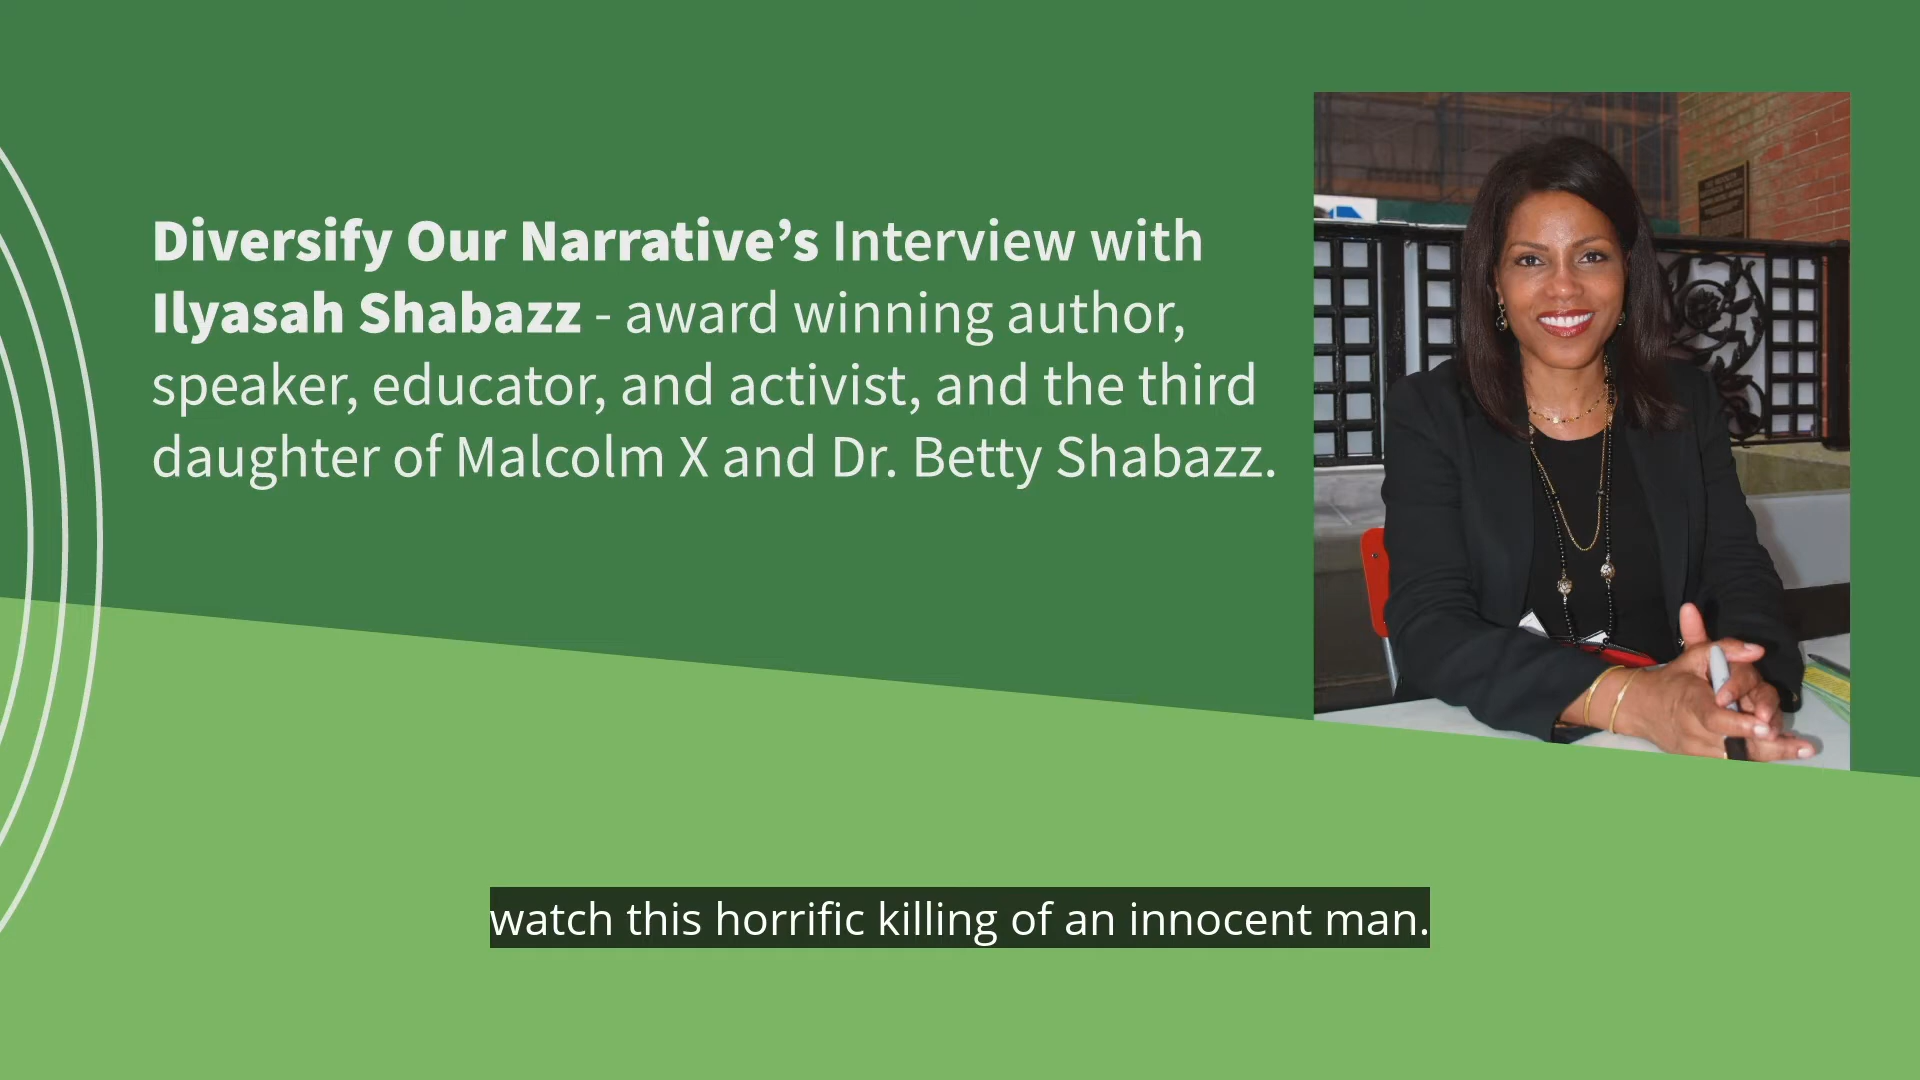 Diversify Our Narrative’s Interview with
Ilyasah Shabazz - award winning author,
speaker, educator, and activist, and the third
daughter of Malcolm X and Dr. Betty Shabazz.
watch this horrific killing of an innocent man.